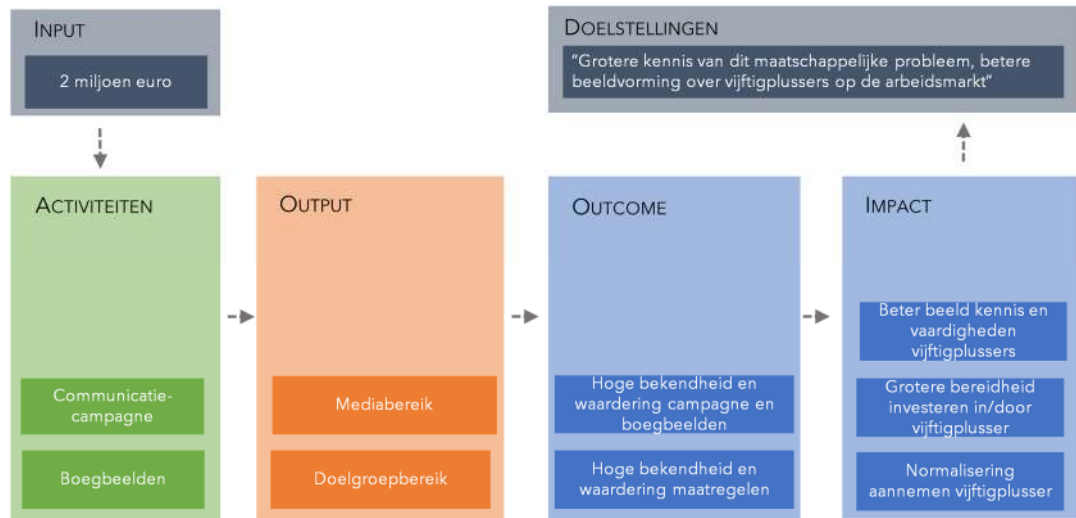 INPUT
2 miljoen euro
DOELSTELLINGEN
“Grotere kennis van dit maatschappelijke probleem, betere
beeldvorming over vijftigplussers op de arbeidsmarkt”
ACTIVITEITEN
Communicatie-
campagne
Boegbeelden
OUTPUT
Mediabereik
Doelgroepbereik
OUTCOME
Hoge bekendheid en
waardering campagne en
boegbeelden
Hoge bekendheid en
waardering maatregelen
IMPACT
Beter beeld kennis en
vaardigheden
vijftigplussers
Grotere bereidheid
investeren in/door
vijftigplusser
Normalisering
aannemen vijftigplusser